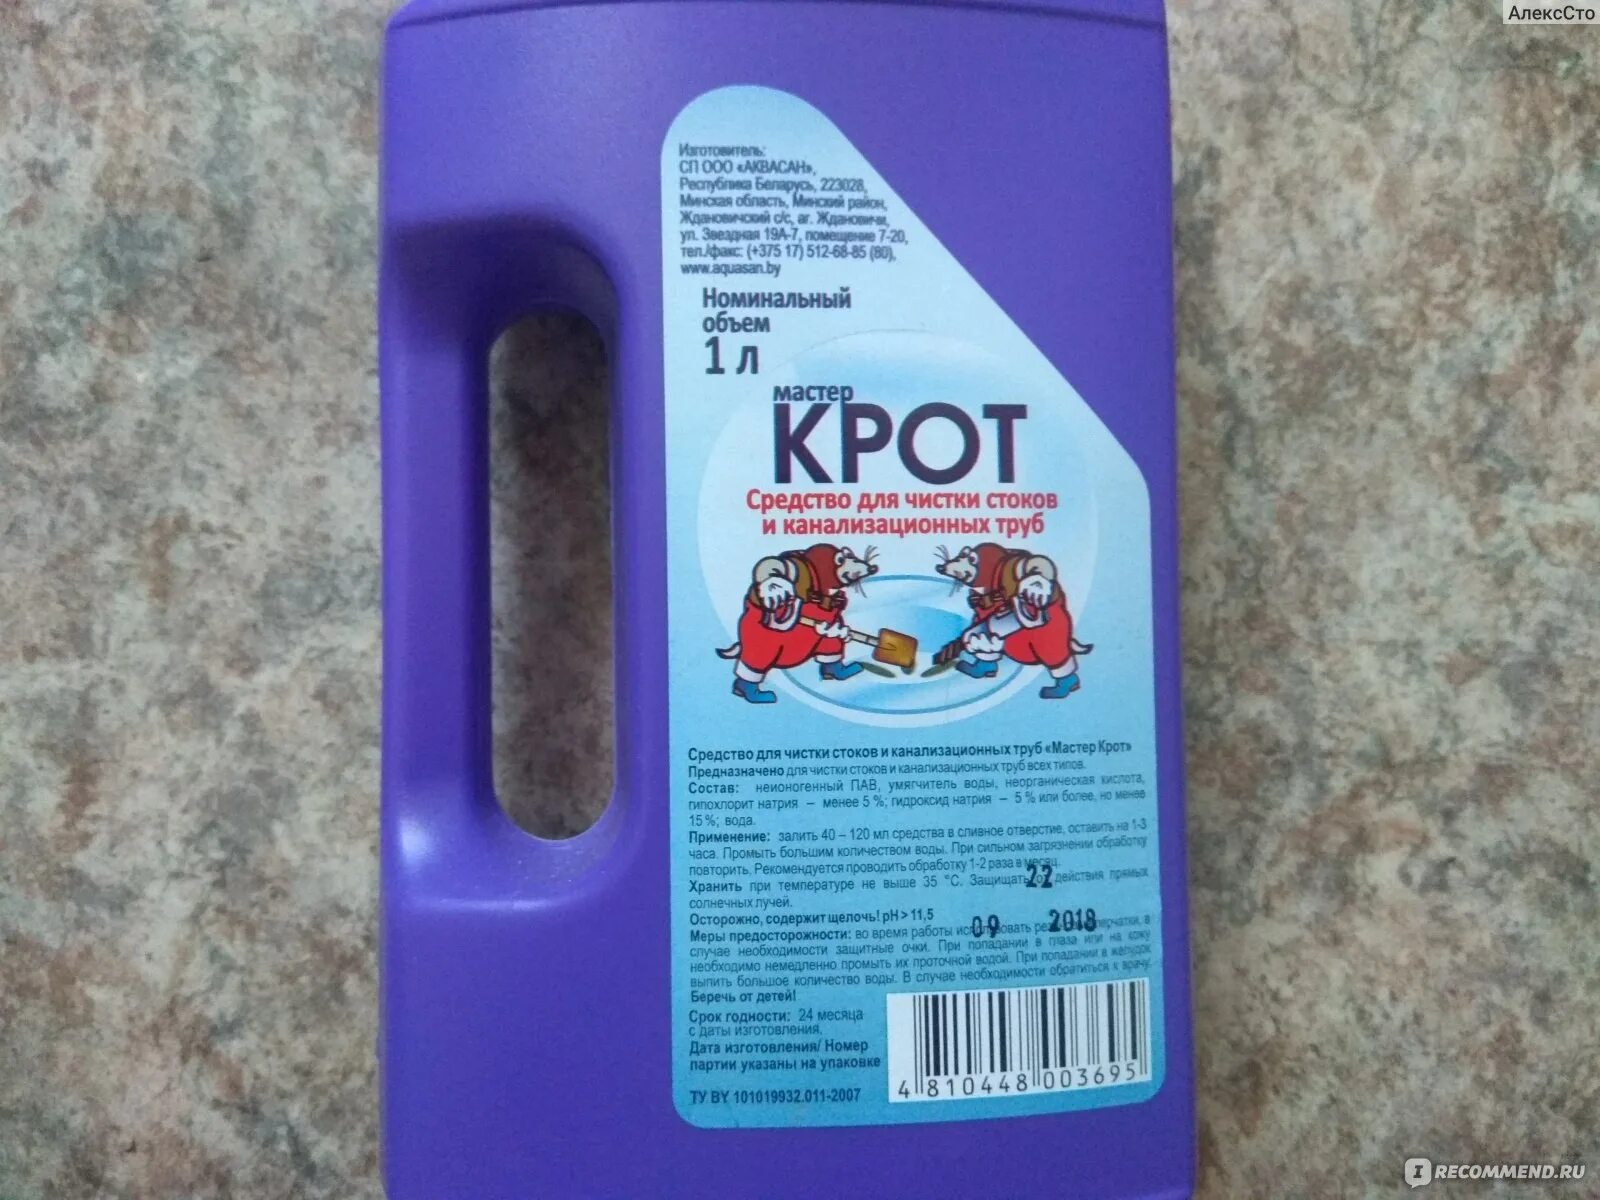 АлексСто
Изготовитель:
СП ООО «АКВАСАН»,
Республика Беларусь, 223028,
Минская область, Минский район,
Ждановичский с/с, аг. Ждановичи,
ул. Звездная 19А-7, помещение 7-20,
тел./факс: (+375 17) 512-68-85 (80),
www.aquasan.by
Номинальный
объем
1 л
мастер
КРОТ
Средство для чистки стоков
и канализационных труб
Средство для чистки стоков и канализационных труб «Мастер Крот»
Предназначено для чистки стоков и канализационных труб всех типов.
Состав: неионогенный ПАВ, умягчитель воды, неорганическая кислота,
гипохлорит натрия – менее 5 %; гидроксид натрия – 5 % или более, но менее
15 %; вода.
Применение: залить 40 – 120 мл средства в сливное отверстие, оставить на 1-3
часа. Промыть большим количеством воды. При сильном загрязнении обработку
повторить. Рекомендуется проводить обработку 1-2 раза в месяц.
Хранить при температуре не выше 35 °С. Защищать от действия прямых
солнечных лучей.
22
Осторожно, содержит щелочь! pH > 11,5
09 2018
Меры предосторожности: во время работы использовать перчатки, в
случае необходимости защитные очки. При попадании в глаза или на кожу
необходимо немедленно промыть их проточной водой. При попадании в желудок
выпить большое количество воды. В случае необходимости обратиться к врачу.
Беречь от детей!
Срок годности: 24 месяца
с даты изготовления.
Дата изготовления/ Номер
партии указаны на упаковке
ТУ BY 101019932.011-2007
4 810448 003695
IRECOMMEND.RU